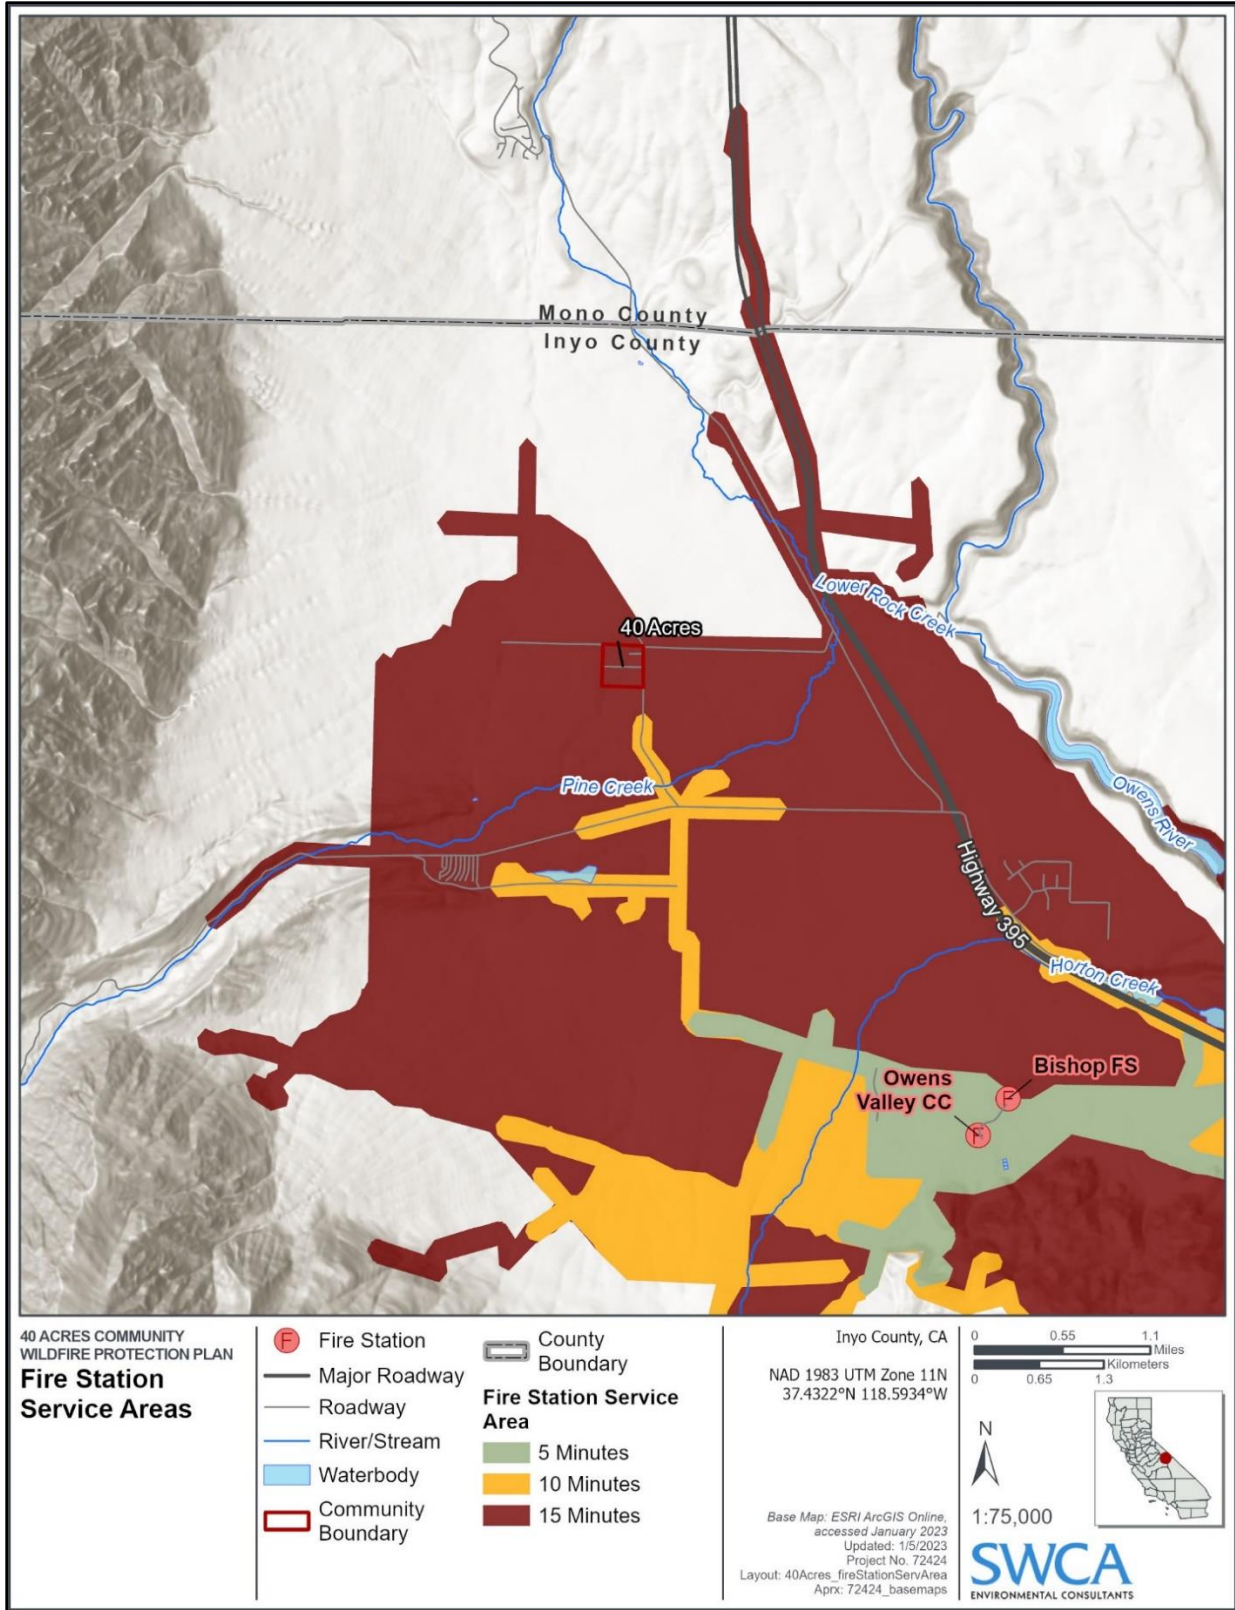 Mono County
Inyo County
40 Acres
Lower Rock Creek
Pine Creek
Owens River
Highway 395
Horton Creek
Bishop FS
Owens
Valley CC
F
F
40 ACRES COMMUNITY
WILDFIRE PROTECTION PLAN
Fire Station
Service Areas
F
Fire Station
Major Roadway
Roadway
River/Stream
Waterbody
Community
Boundary
County
Boundary
Fire Station Service
Area
5 Minutes
10 Minutes
15 Minutes
Inyo County, CA
NAD 1983 UTM Zone 11N
37.4322°N 118.5934°W
Base Map: ESRI ArcGIS Online,
accessed January 2023
Updated: 1/5/2023
Project No. 72424
Layout: 40Acres_fireStationServArea
Aprx: 72424_basemaps
0 0.55 1.1
Miles
Kilometers
0 0.65 1.3
N
1:75,000
SWCA
ENVIRONMENTAL CONSULTANTS